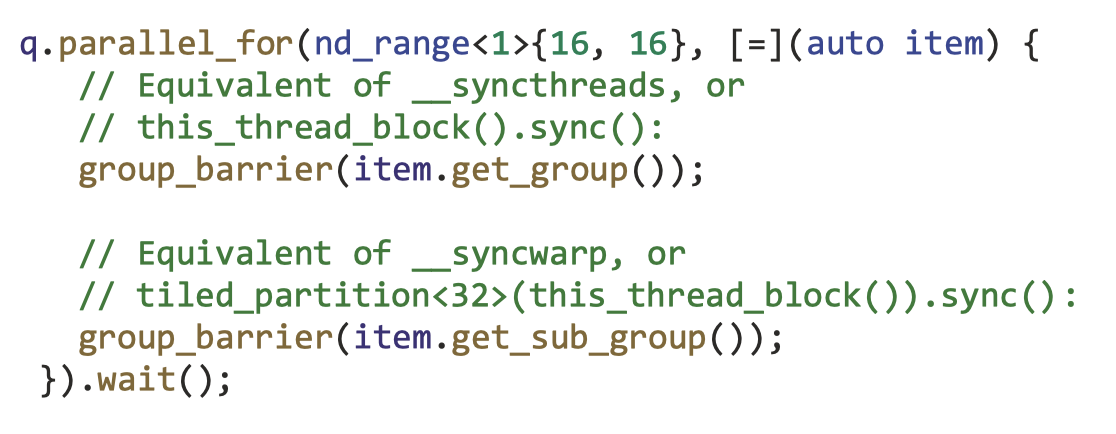 q.parallel_for(nd_range<1>{16, 16}, [=](auto item) {
// Equivalent of __syncthreads, or
// this_thread_block().sync():
group_barrier(item.get_group());
// Equivalent of __syncwarp, or
// tiled_partition<32>(this_thread_block()).sync():
group_barrier(item.get_sub_group());
}).wait();